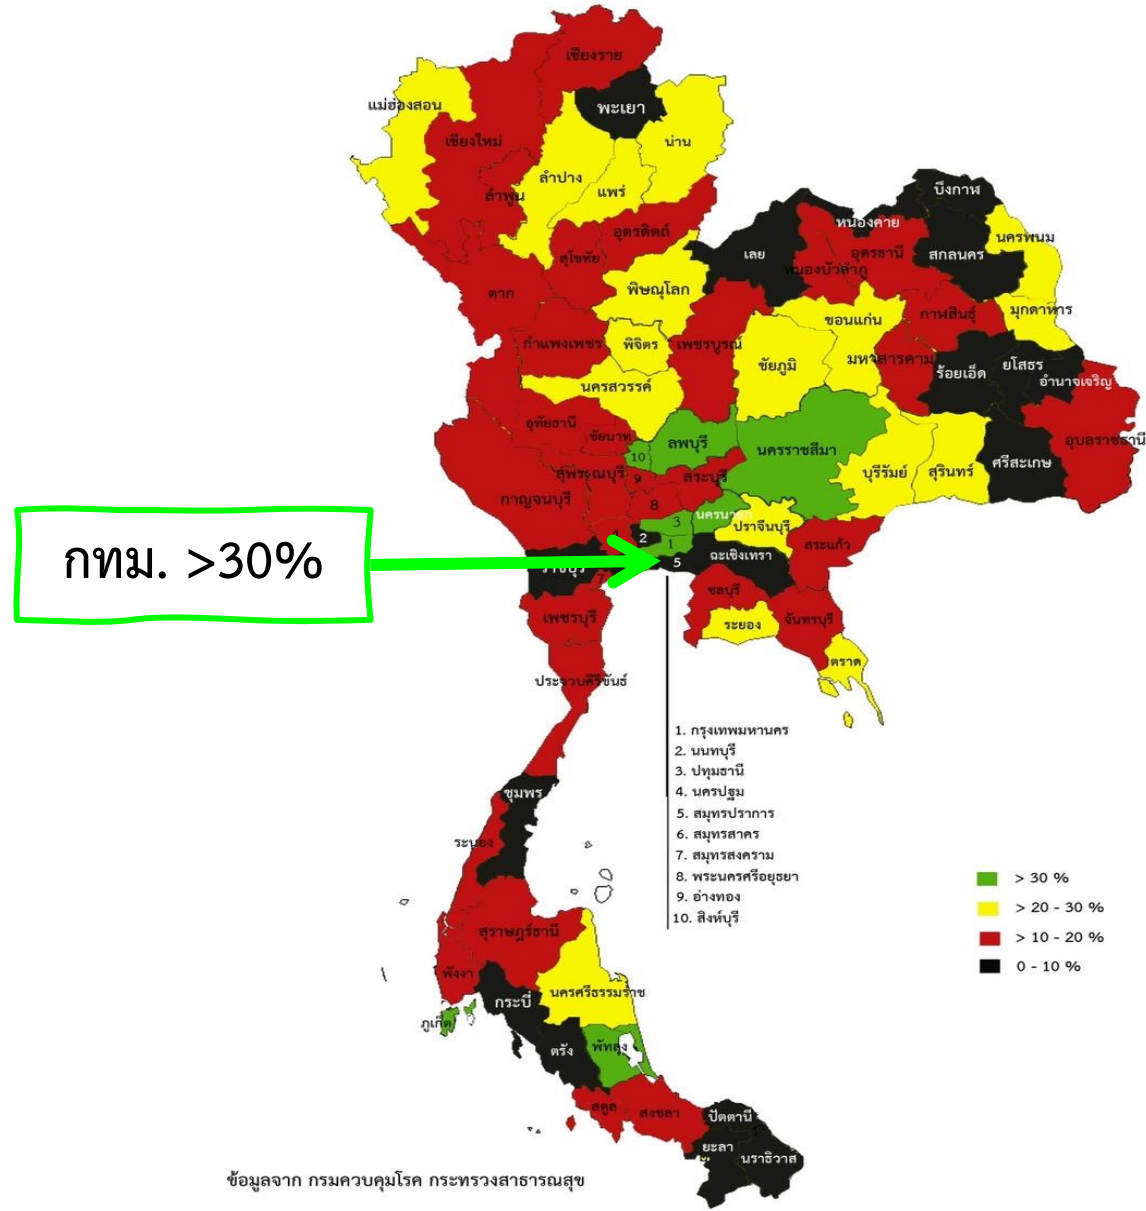 เชียงราย
แม่ฮ่องสอน
พะเยา
เชียงใหม่
น่าน
ลำปาง
แพร่
ลำพูน
บึงกาฬ
หนองคาย
อุตรดิตถ์
นครพนม
สุโขทัย
เลย
อุดรธานี
สกลนคร
หนองบัวลำภู
ตาก
พิษณุโลก
ขอนแก่น
กาฬสินธุ์
มุกดาหาร
กำแพงเพชร
พิจิตร
เพชรบูรณ์
ชัยภูมิ
มหาสารคาม
ร้อยเอ็ด
ยโสธร
อำนาจเจริญ
นครสวรรค์
อุทัยธานี
ชัยนาท
ลพบุรี
นครราชสีมา
อุบลราชธานี
10
สุพรรณบุรี
9
สระบุรี
บุรีรัมย์
สุรินทร์
ศรีสะเกษ
กาญจนบุรี
8
นครนายก
3
ปราจีนบุรี
4
2
1
สระแก้ว
กทม. >30%
ราชบุรี
5
ฉะเชิงเทรา
7
ชลบุรี
เพชรบุรี
ระยอง
จันทรบุรี
ตราด
ประจวบคีรีขันธ์
1. กรุงเทพมหานคร
2. นนทบุรี
3. ปทุมธานี
4. นครปฐม
5. สมุทรปราการ
6. สมุทรสาคร
7. สมุทรสงคราม
8. พระนครศรีอยุธยา
9. อ่างทอง
10. สิงห์บุรี
ชุมพร
ระนอง
> 30 %
> 20 - 30 %
> 10 - 20 %
0 - 10 %
สุราษฎร์ธานี
พังงา
กระบี่
นครศรีธรรมราช
ภูเก็ต
ตรัง
พัทลุง
สตูล
สงขลา
ปัตตานี
ยะลา
นราธิวาส
ข้อมูลจาก กรมควบคุมโรค กระทรวงสาธารณสุข